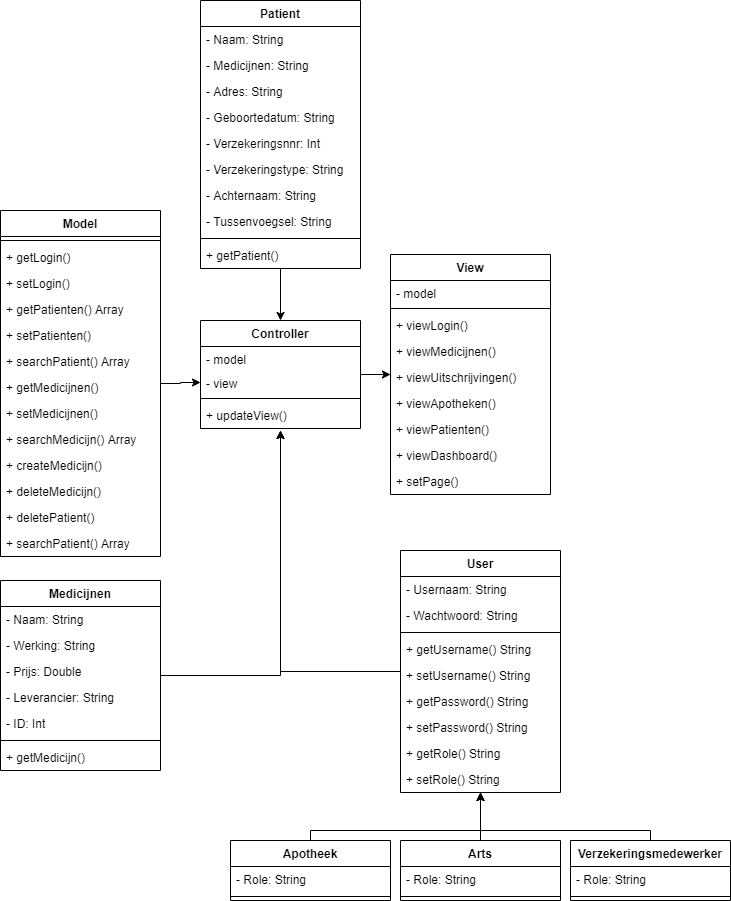 Patient
- Naam: String
- Medicijnen: String
- Adres: String
- Geboortedatum: String
- Verzekeringsnnr: Int
- Verzekeringstype: String
- Achternaam: String
- Tussenvoegsel: String
+ getPatient()
Model
+ getLogin()
+ setLogin()
+ getPatienten() Array
+ setPatienten()
+ searchPatient() Array
+ getMedicijnen()
+ setMedicijnen()
+ searchMedicijn() Array
+ createMedicijn()
+ deleteMedicijn()
+ deletePatient()
+ searchPatient() Array
Controller
- model
- view
+ updateView()
View
- model
+ viewLogin()
+ viewMedicijnen()
+ viewUitschrijvingen()
+ viewApotheken()
+ viewPatienten()
+ viewDashboard()
+ setPage()
Medicijnen
- Naam: String
- Werking: String
- Prijs: Double
- Leverancier: String
- ID: Int
+ getMedicijn()
User
- Usernaam: String
- Wachtwoord: String
+ getUsername() String
+ setUsername() String
+ getPassword() String
+ setPassword() String
+ getRole() String
+ setRole() String
Apotheek
- Role: String
Arts
- Role: String
Verzekeringsmedewerker
- Role: String